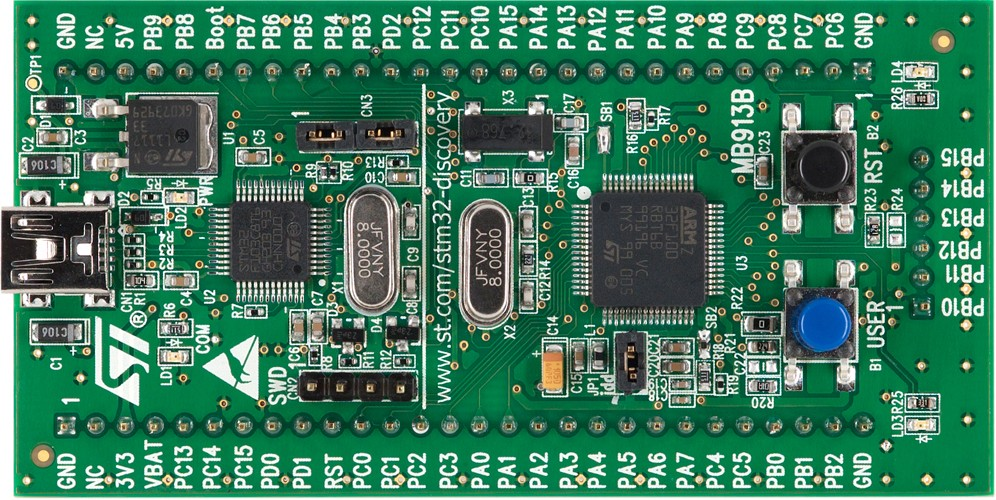 GND NC 5V PB9 PB8 Boot PB7 PB6 PB5 PB4 PB3 PD2 PC12 PC11 PC10 PA15 PA14 PA13 PA12 PA11 PA10 PA9 PA8 PC9 PC8 PC7 PC6 GND
TP1
D1
C2
C3
C106
U1
C5
1
CN3
R9
R10
R13
C10
X3
C17
SB1
R16
R17
MB913B
C23
RST
B2
LD4
R26
1
PB15
PB14
PB13
PB12
PB11
PB10
1
R23
R24
D2
R5
LD2
PWR
CN1
R1
C4
U2
R7
C7
X1
JFVNY
8.0000
C9
C8
D4
www.st.com/stm32-discovery
C11
C13
R15
JFVNY
8.0000
X2
R14
C12
ARM
U3
R22
USER
B1
C106
C1
ST®
R6
LD1
COM
SWD
CN2
R8
R11
R12
C14
C15
L1
JP1
SB2
R18
R19
R21
C22
R20
R25
LD3
1
GND NC 3V3 VBAT PC13 PC14 PC15 PD0 PD1 RST PC0 PC1 PC2 PC3 PA0 PA1 PA2 PA3 PA4 PA5 PA6 PA7 PC4 PC5 PB0 PB1 PB2 GND